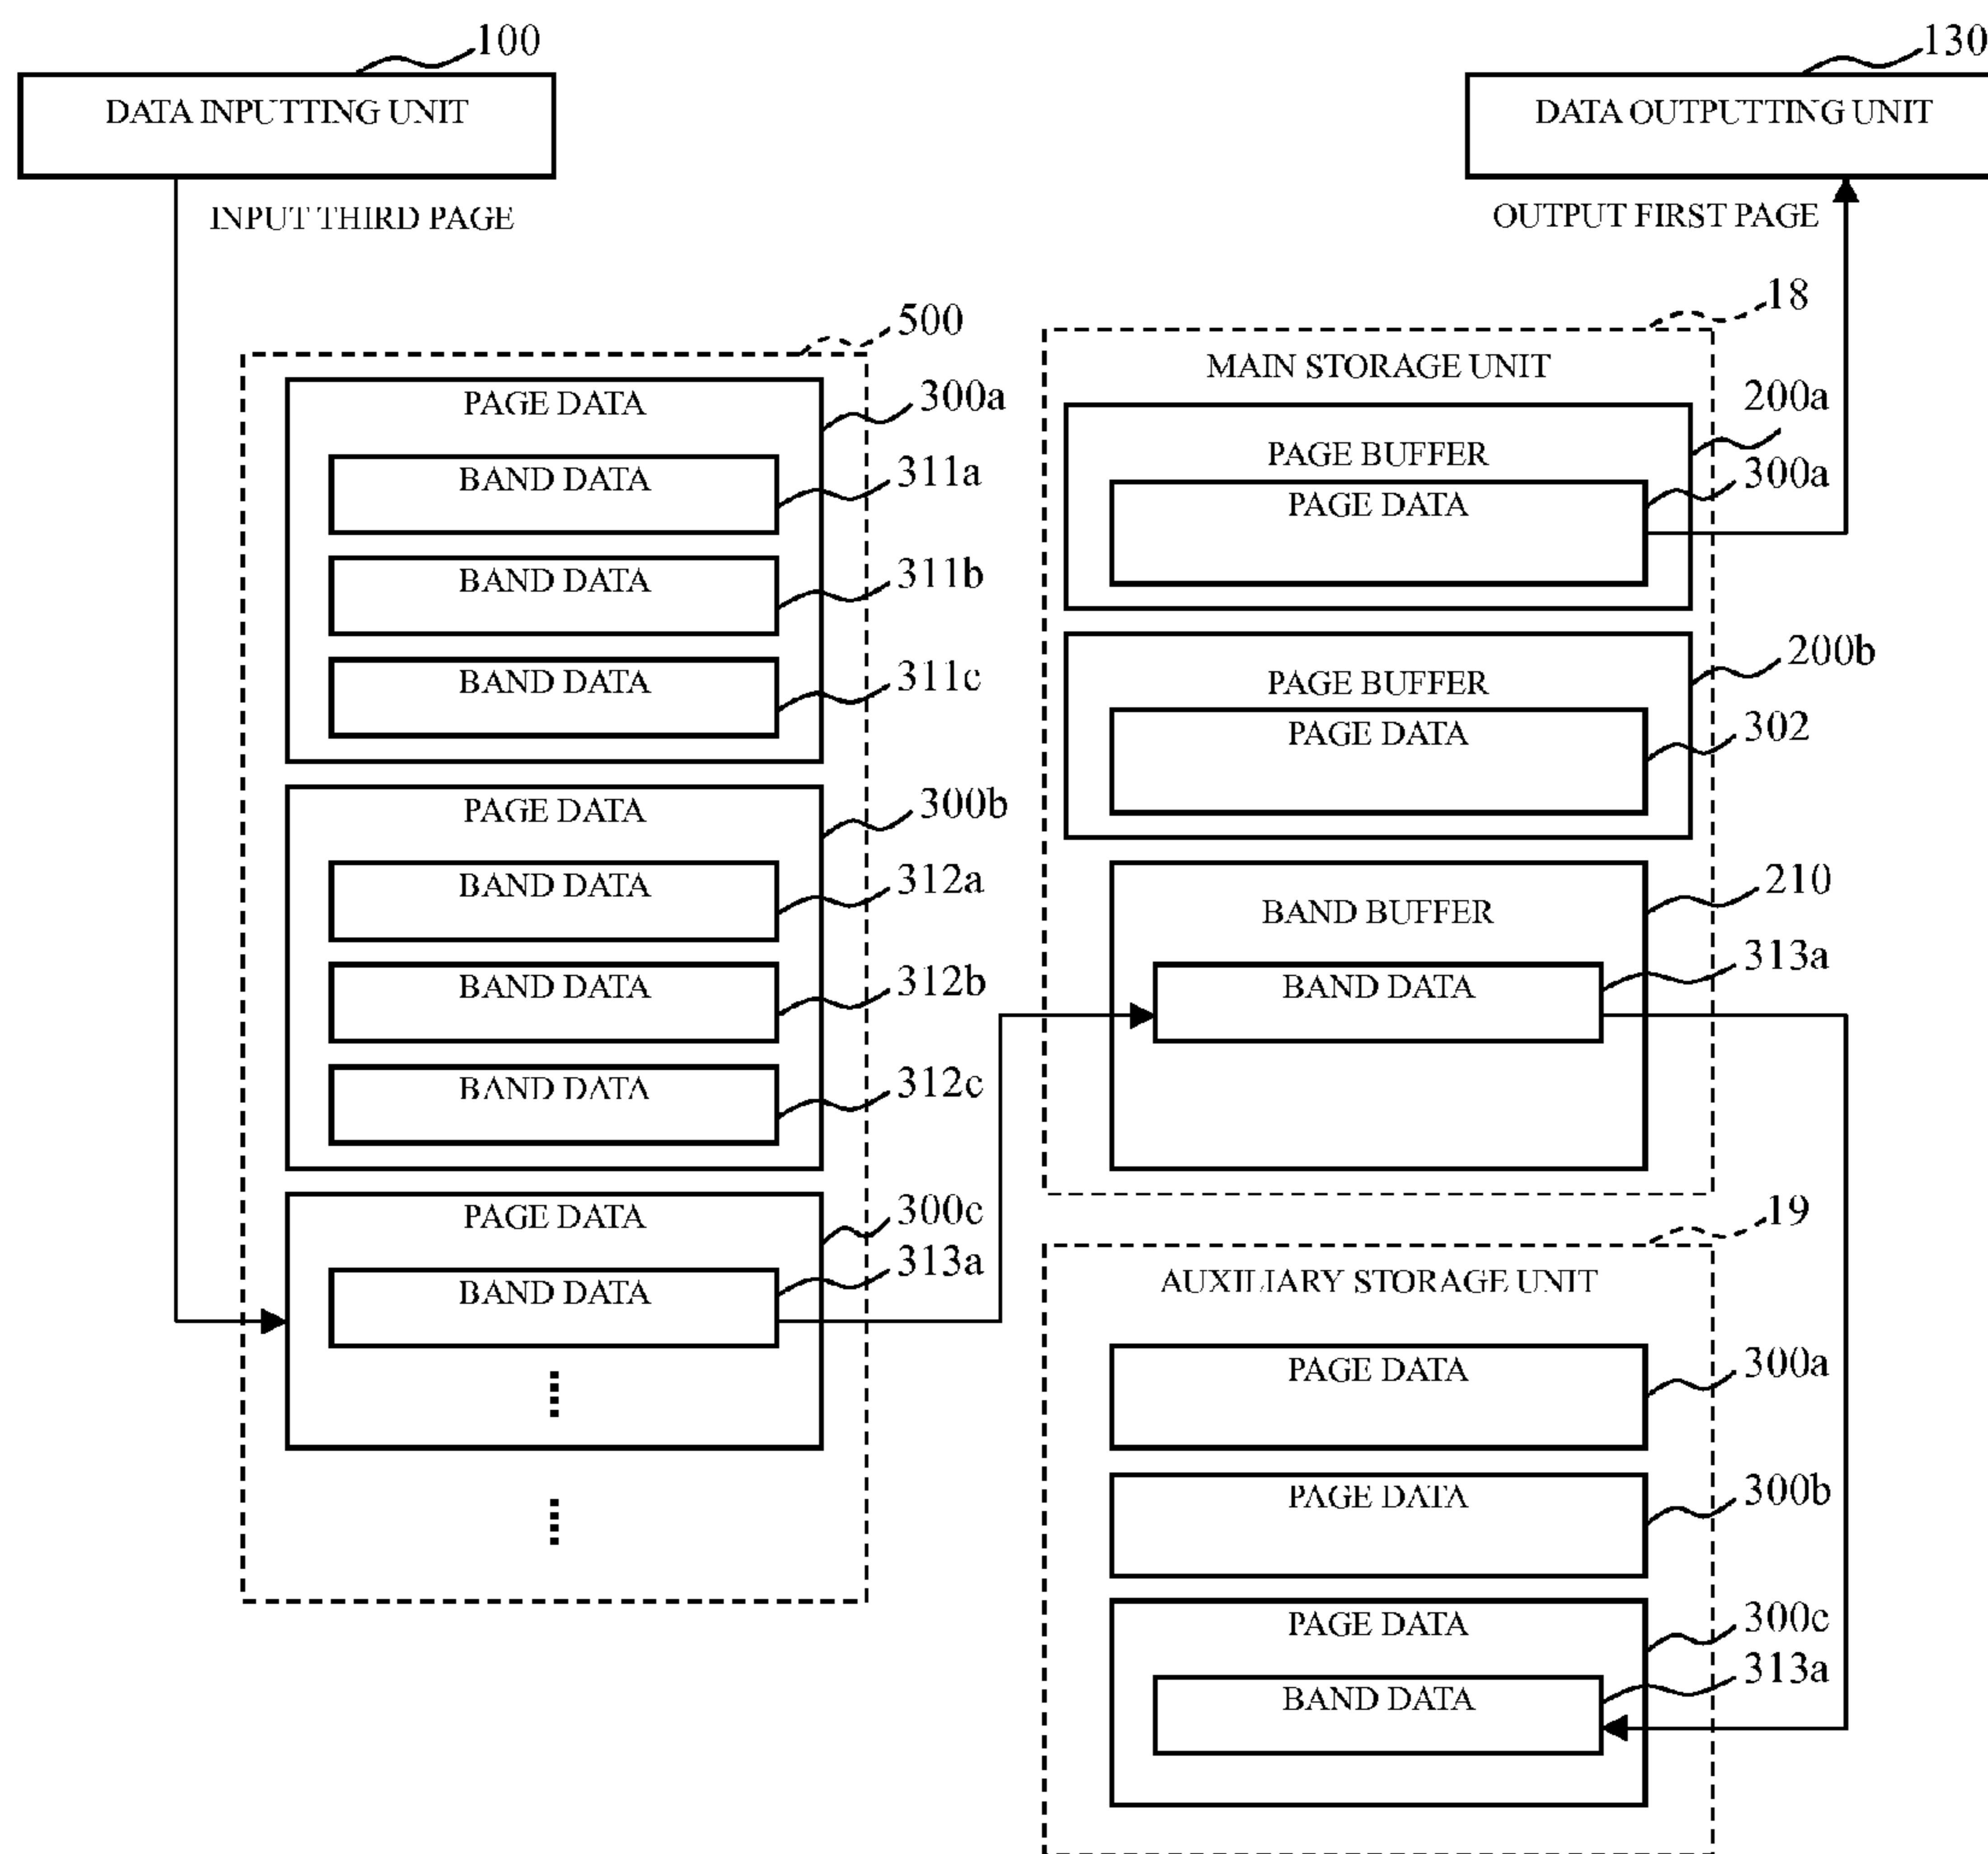 100
DATA INPUTTING UNIT
INPUT THIRD PAGE
130
DATA OUTPUTTING UNIT
OUTPUT FIRST PAGE
500
PAGE DATA
300a
BAND DATA
311a
BAND DATA
311b
BAND DATA
311c
PAGE DATA
300b
BAND DATA
312a
BAND DATA
312b
BAND DATA
312c
PAGE DATA
300c
BAND DATA
313a
18
MAIN STORAGE UNIT
200a
PAGE BUFFER
300a
PAGE DATA
200b
PAGE BUFFER
302
PAGE DATA
210
BAND BUFFER
313a
BAND DATA
19
AUXILIARY STORAGE UNIT
PAGE DATA
300a
PAGE DATA
300b
PAGE DATA
300c
BAND DATA
313a